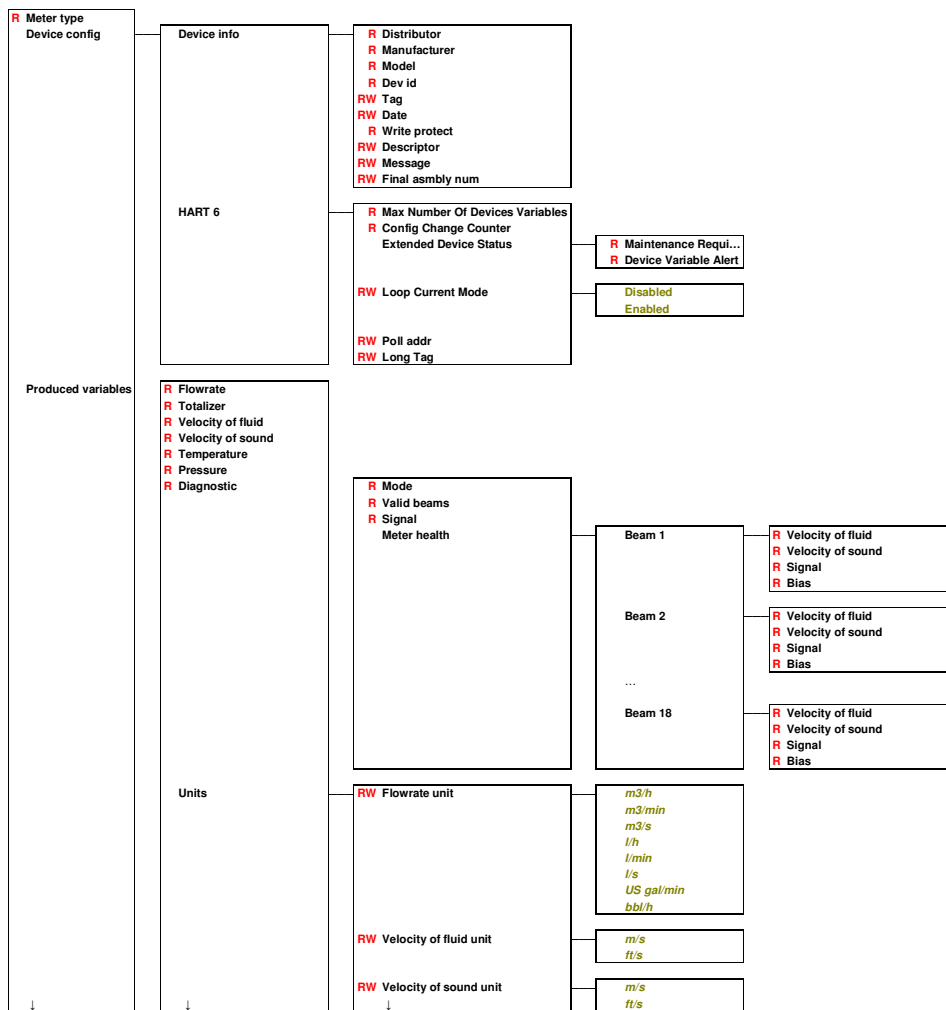 R Meter type
Device config
Device info
R Distributor
R Manufacturer
R Model
R Dev id
RW Tag
RW Date
R Write protect
RW Descriptor
RW Message
RW Final asmbly num
HART 6
R Max Number Of Devices Variables
R Config Change Counter
Extended Device Status
R Maintenance Requi...
R Device Variable Alert
RW Loop Current Mode
Disabled
Enabled
RW Poll addr
RW Long Tag
Produced variables
R Flowrate
R Totalizer
R Velocity of fluid
R Velocity of sound
R Temperature
R Pressure
R Diagnostic
R Mode
R Valid beams
R Signal
Meter health
Beam 1
R Velocity of fluid
R Velocity of sound
R Signal
R Bias
Beam 2
R Velocity of fluid
R Velocity of sound
R Signal
R Bias
...
Beam 18
R Velocity of fluid
R Velocity of sound
R Signal
R Bias
Units
RW Flowrate unit
m3/h
m3/min
m3/s
l/h
l/min
l/s
US gal/min
bbl/h
RW Velocity of fluid unit
m/s
ft/s
RW Velocity of sound unit
m/s
ft/s
↓ ↓ ↓